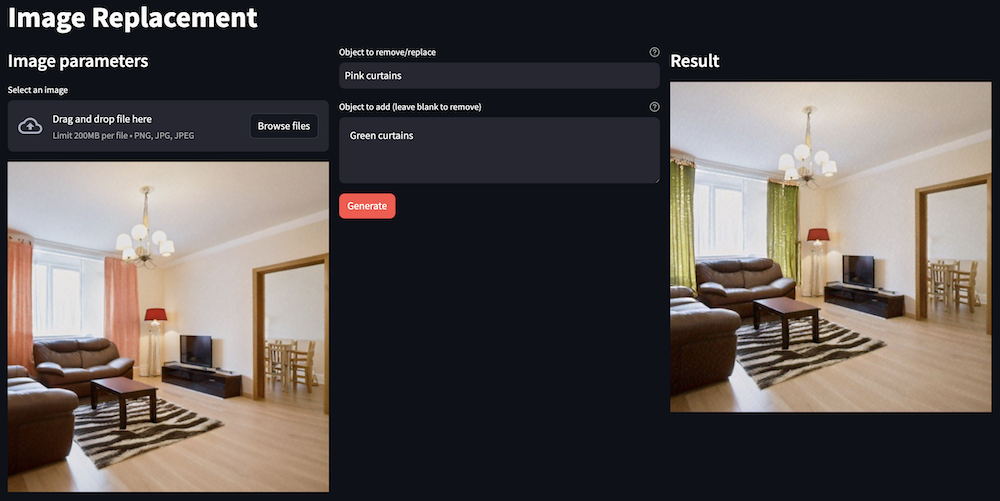 Image Replacement
Image parameters
Select an image
Drag and drop file here
Limit 200MB per file • PNG, JPG, JPEG
Browse files
Object to remove/replace
Pink curtains
Object to add (leave blank to remove)
Green curtains
Generate
Result